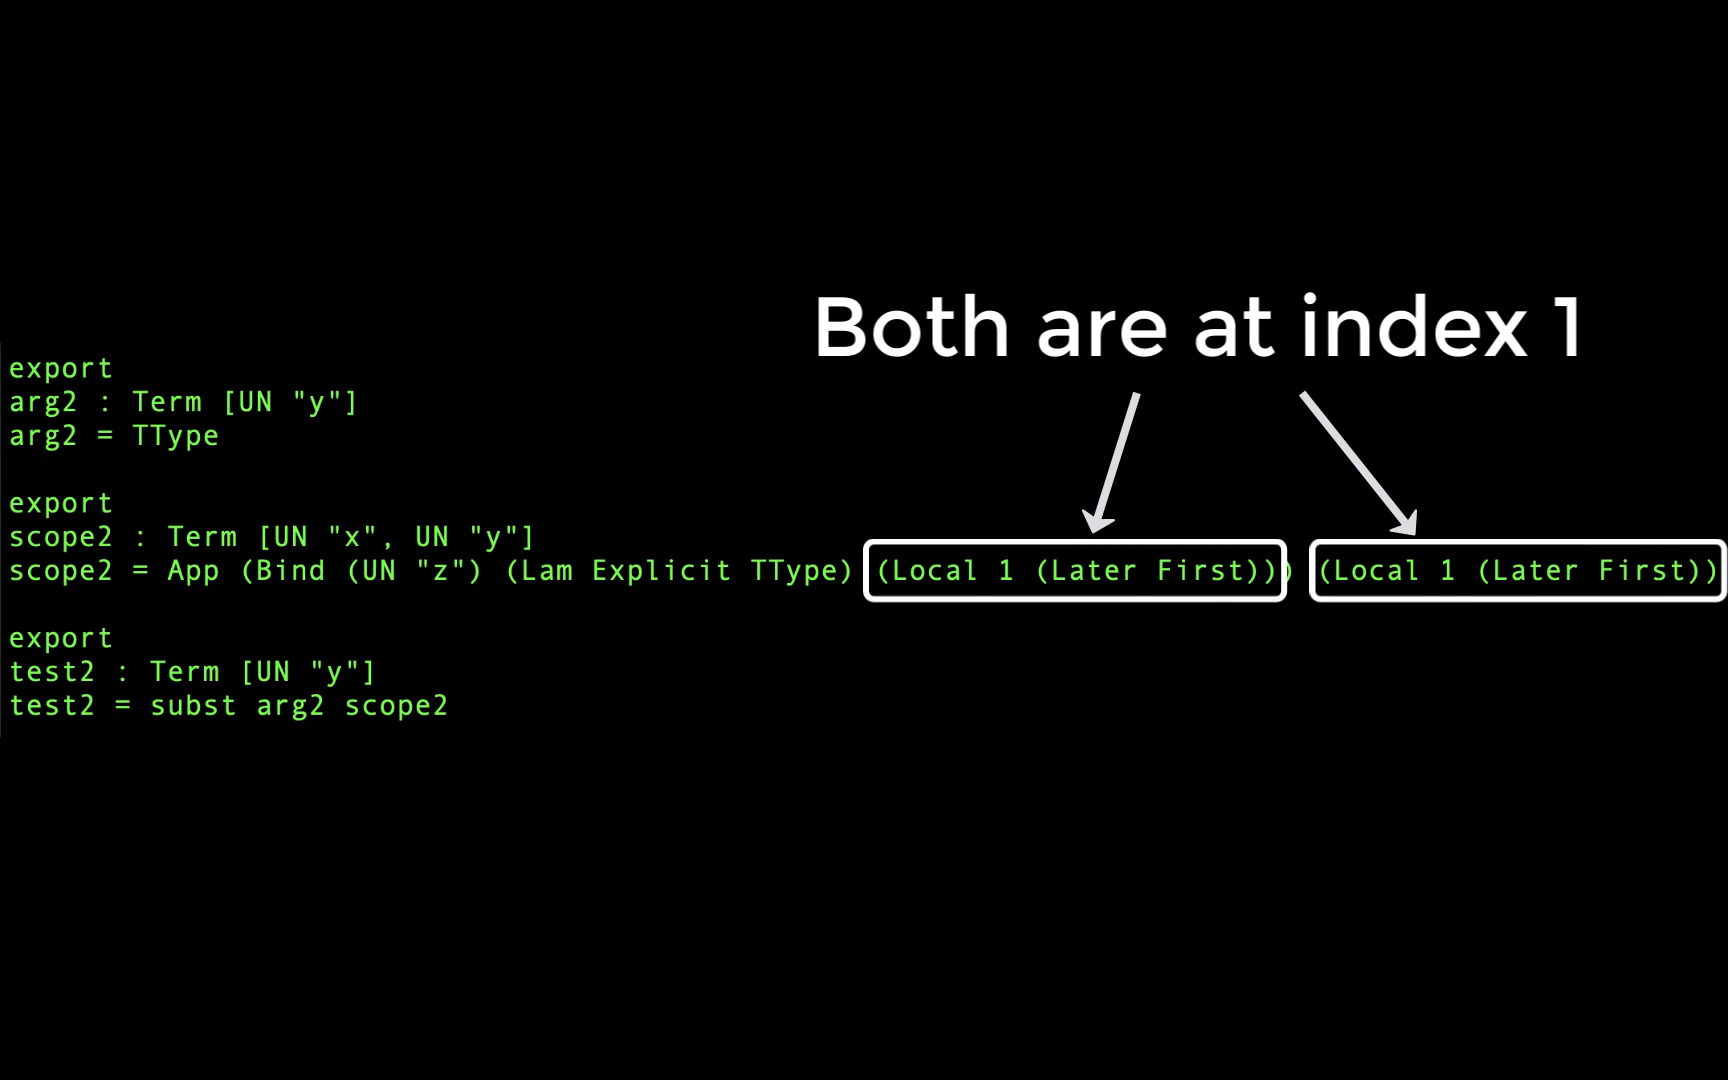 Both are at index 1
export
arg2 : Term [UN "y"]
arg2 = TType
export
scope2 : Term [UN "x", UN "y"]
scope2 = App (Bind (UN "z") (Lam Explicit TType) (Local 1 (Later First))) (Local 1 (Later First))
export
test2 : Term [UN "y"]
test2 = subst arg2 scope2